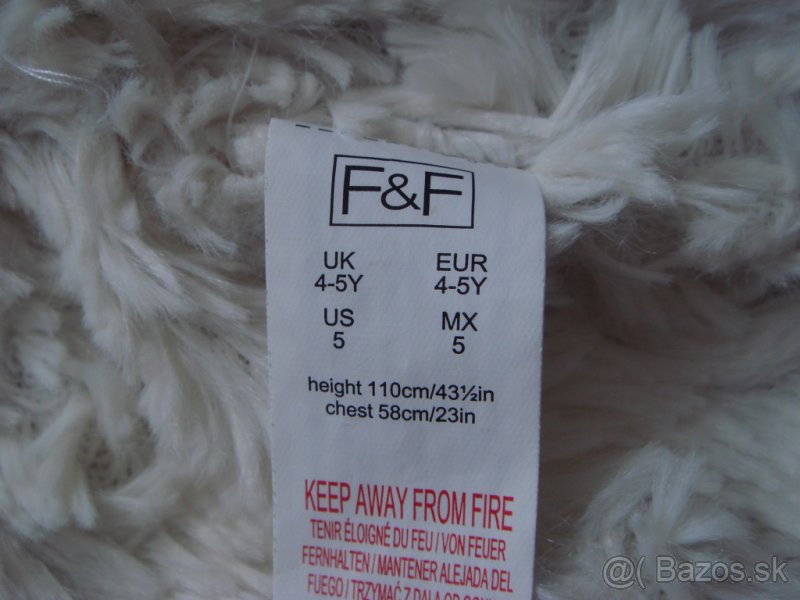 F&F
UK EUR
4-5Y 4-5Y
US MX
5 5
height 110cm/43½in
chest 58cm/23in
KEEP AWAY FROM FIRE
TENIR ÉLOIGNÉ DU FEU / VON FEUER
FERNHALTEN / MANTENER ALEJADA DEL
FUEGO / TRZYMAĆ Z DALA OD
@( Bazos.sk